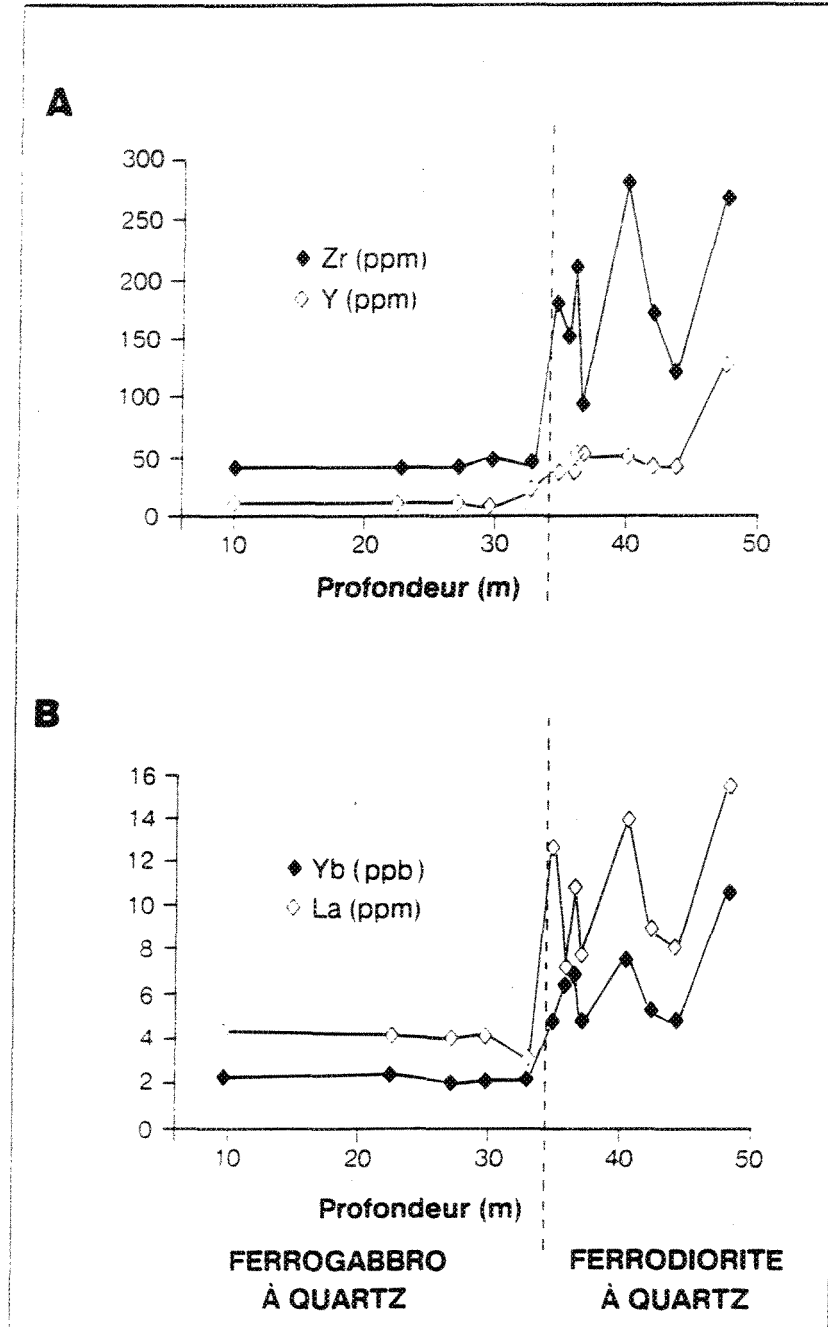 A
300
250
200
150
100
50
0
Zr (ppm)
Y (ppm)
10 20 30 40 50
Profondeur (m)
B
16
14
12
10
8
6
4
2
0
Yb (ppb)
La (ppm)
10 20 30 40 50
Profondeur (m)
FERROGABBRO
À QUARTZ
FERRODIORITE
À QUARTZ